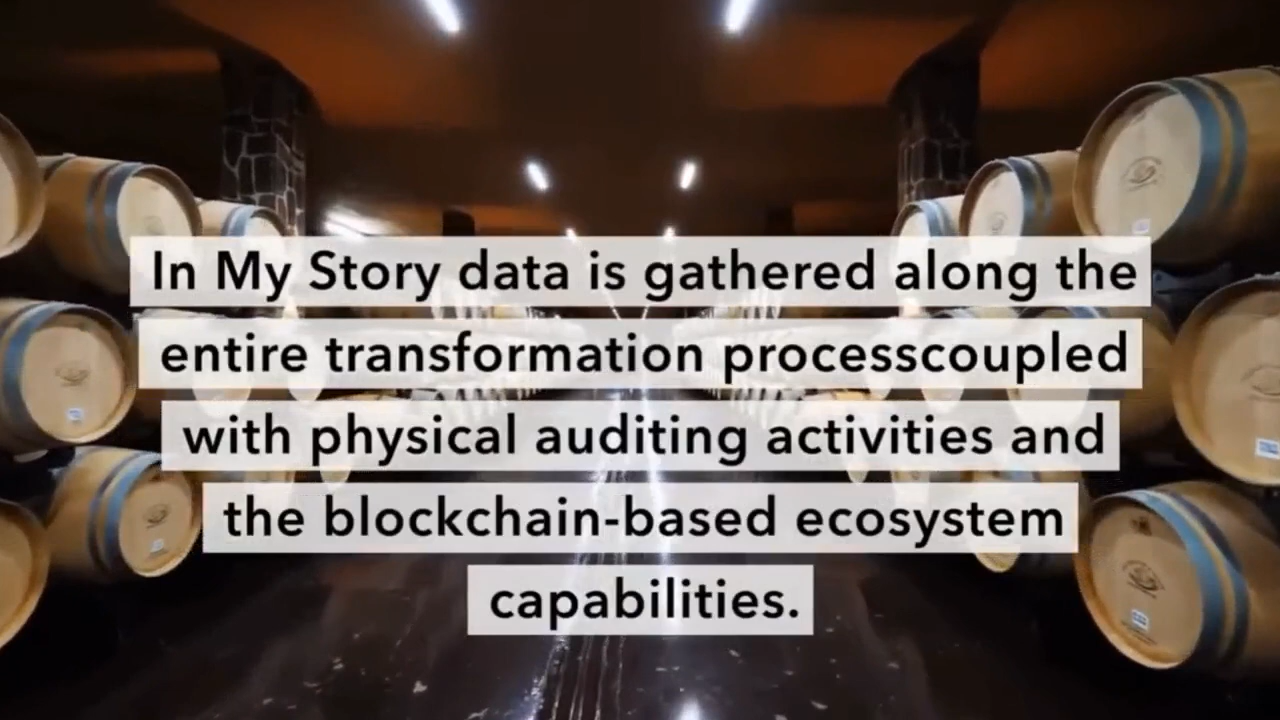 In My Story data is gathered along the
entire transformation processcoupled
with physical auditing activities and
the blockchain-based ecosystem
capabilities.